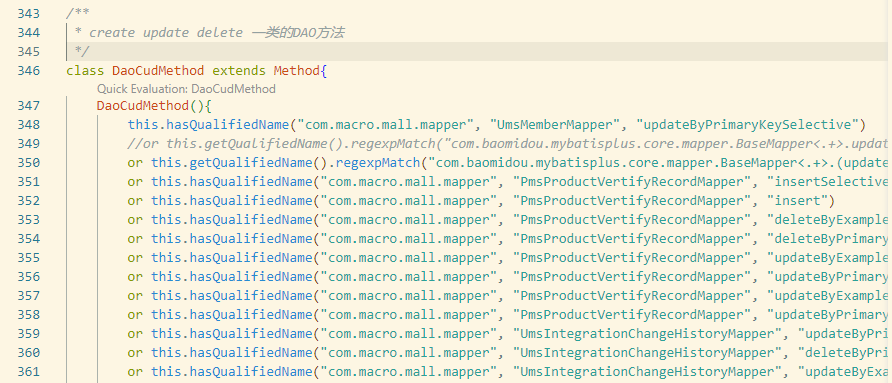 343 /**
344 * create update delete 一类的DAO方法
345 */
346 class DaoCudMethod extends Method{
Quick Evaluation: DaoCudMethod
347 DaoCudMethod(){
348 this.hasQualifiedName("com.macro.mall.mapper", "UmsMemberMapper", "updateByPrimaryKeySelective")
349 //or this.getQualifiedName().regexpMatch("com.baomidou.mybatisplus.core.mapper.BaseMapper<.+>.updat
350 or this.getQualifiedName().regexpMatch("com.baomidou.mybatisplus.core.mapper.BaseMapper<.+>.(update
351 or this.hasQualifiedName("com.macro.mall.mapper", "PmsProductVertifyRecordMapper", "insertSelective
352 or this.hasQualifiedName("com.macro.mall.mapper", "PmsProductVertifyRecordMapper", "insert")
353 or this.hasQualifiedName("com.macro.mall.mapper", "PmsProductVertifyRecordMapper", "deleteByExample
354 or this.hasQualifiedName("com.macro.mall.mapper", "PmsProductVertifyRecordMapper", "deleteByPrimary
355 or this.hasQualifiedName("com.macro.mall.mapper", "PmsProductVertifyRecordMapper", "updateByExample
356 or this.hasQualifiedName("com.macro.mall.mapper", "PmsProductVertifyRecordMapper", "updateByPrimary
357 or this.hasQualifiedName("com.macro.mall.mapper", "PmsProductVertifyRecordMapper", "updateByExample
358 or this.hasQualifiedName("com.macro.mall.mapper", "PmsProductVertifyRecordMapper", "updateByPrimary
359 or this.hasQualifiedName("com.macro.mall.mapper", "UmsIntegrationChangeHistoryMapper", "updateByPri
360 or this.hasQualifiedName("com.macro.mall.mapper", "UmsIntegrationChangeHistoryMapper", "deleteByPri
361 or this.hasQualifiedName("com.macro.mall.mapper", "UmsIntegrationChangeHistoryMapper", "updateByExa